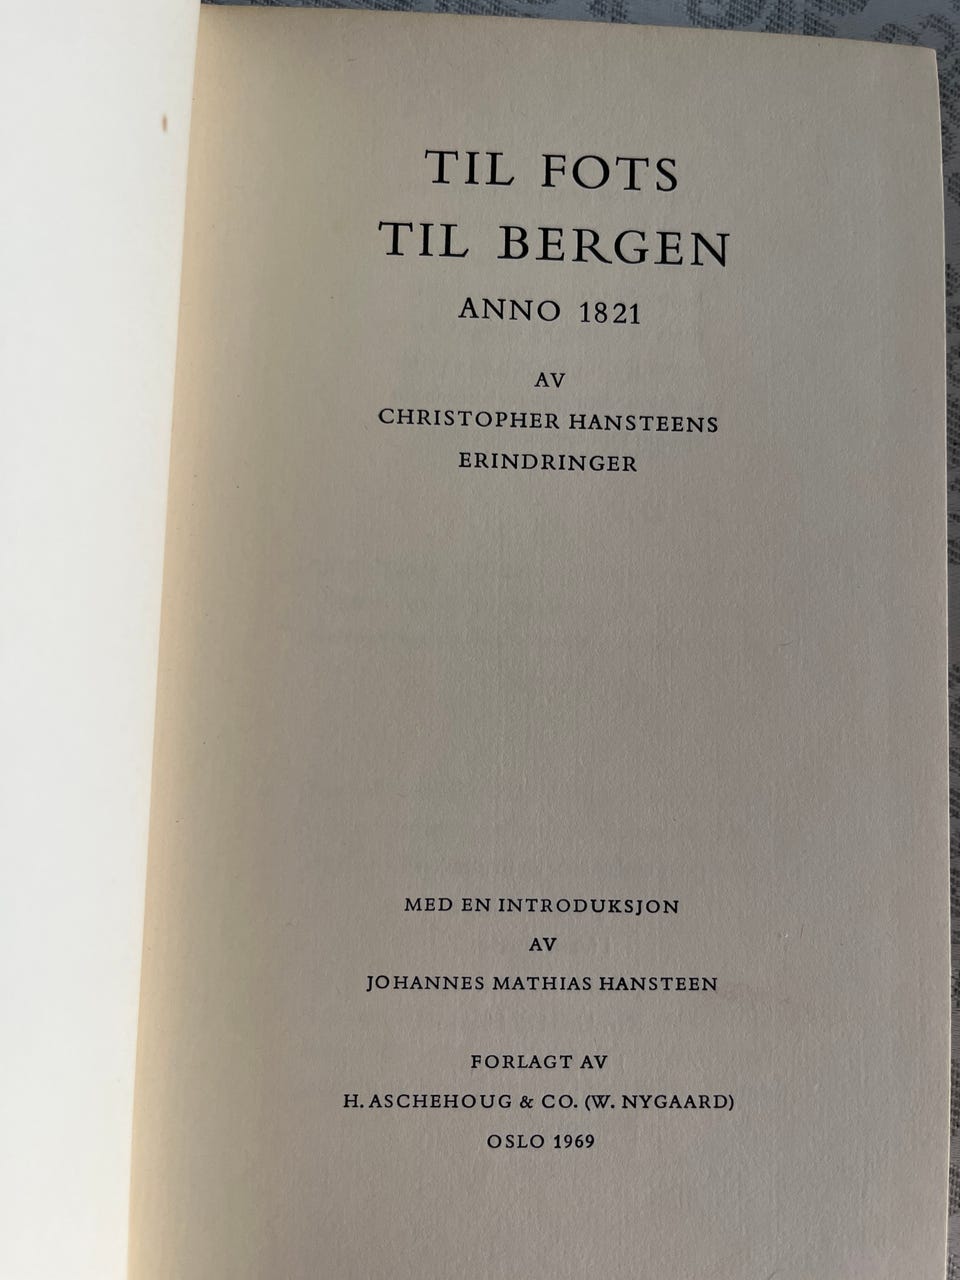 TIL FOTS
TIL BERGEN
ANNO 1821
AV
CHRISTOPHER HANSTEENS
ERINDRINGER
MED EN INTRODUKSJON
AV
JOHANNES MATHIAS HANSTEEN
FORLAGT AV
H. ASCHEHOUG & CO. (W. NYGAARD)
OSLO 1969